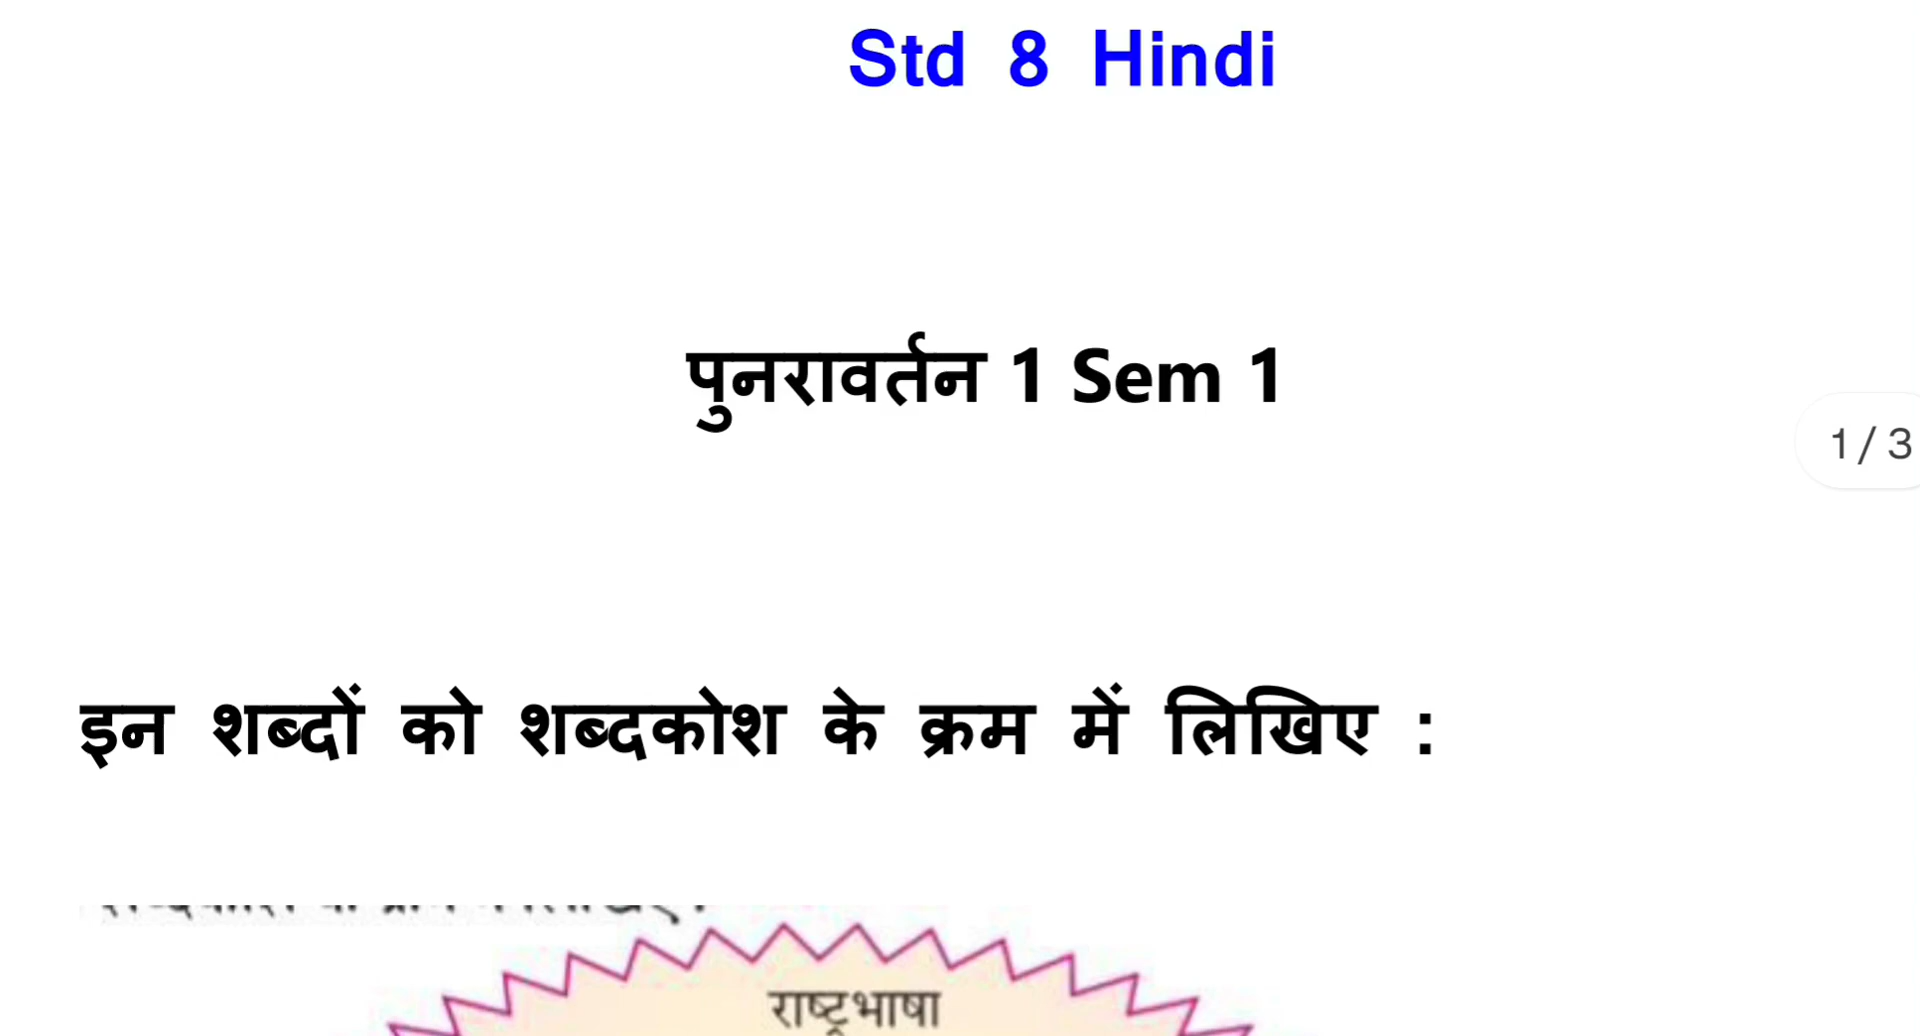 Std 8 Hindi
पुनरावर्तन 1 Sem 1
1 / 3
इन शब्दों को शब्दकोश के क्रम में लिखिए :
राष्ट्रभाषा